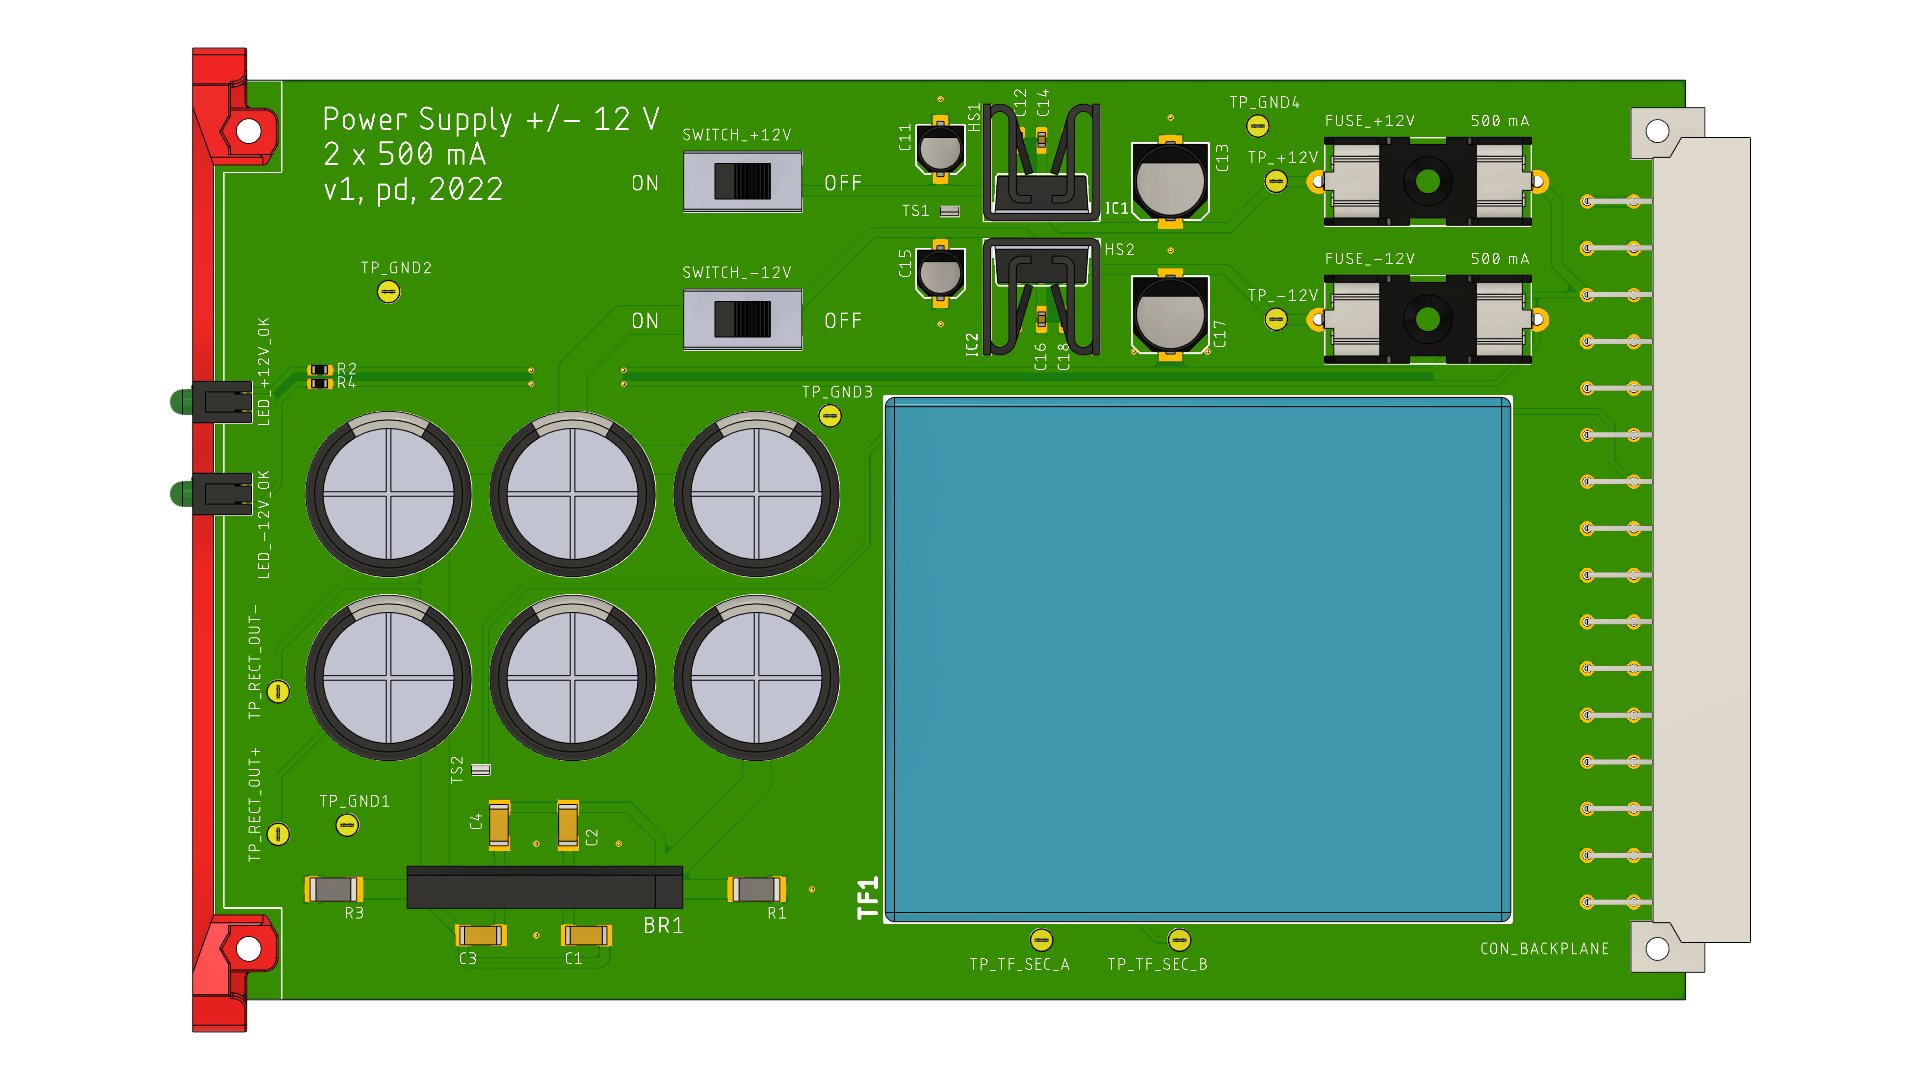 Power Supply +/- 12 V
2 x 500 mA
v1, pd, 2022
SWITCH_+12V
ON
OFF
C11
HS1
C12
C14
TS1
IC1
C13
TP_GND4
TP_+12V
FUSE_+12V
500 mA
SWITCH_-12V
ON
OFF
C15
HS2
IC2
C16
C18
C17
TP_-12V
FUSE_-12V
500 mA
TP_GND2
LED_+12V_OK
R2
R4
TP_GND3
LED_-12V_OK
TP_RECT_OUT-
TP_RECT_OUT+
TS2
TP_GND1
C4
C2
R3
BR1
R1
C3
C1
TF1
TP_TF_SEC_A
TP_TF_SEC_B
CON_BACKPLANE